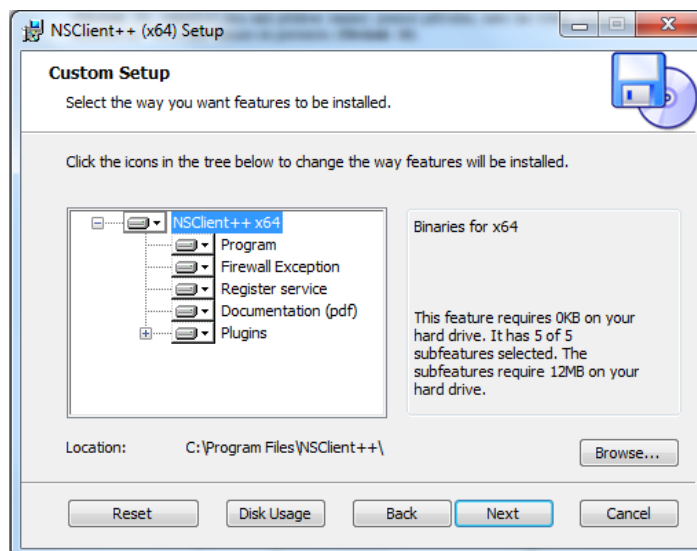 NSClient++ (x64) Setup
Custom Setup
Select the way you want features to be installed.
Click the icons in the tree below to change the way features will be installed.
NSClient++ x64
Program
Firewall Exception
Register service
Documentation (pdf)
Plugins
Binaries for x64
This feature requires 0KB on your
hard drive. It has 5 of 5
subfeatures selected. The
subfeatures require 12MB on your
hard drive.
Location: C:\Program Files\NSClient++\
Browse...
Reset Disk Usage Back Next Cancel